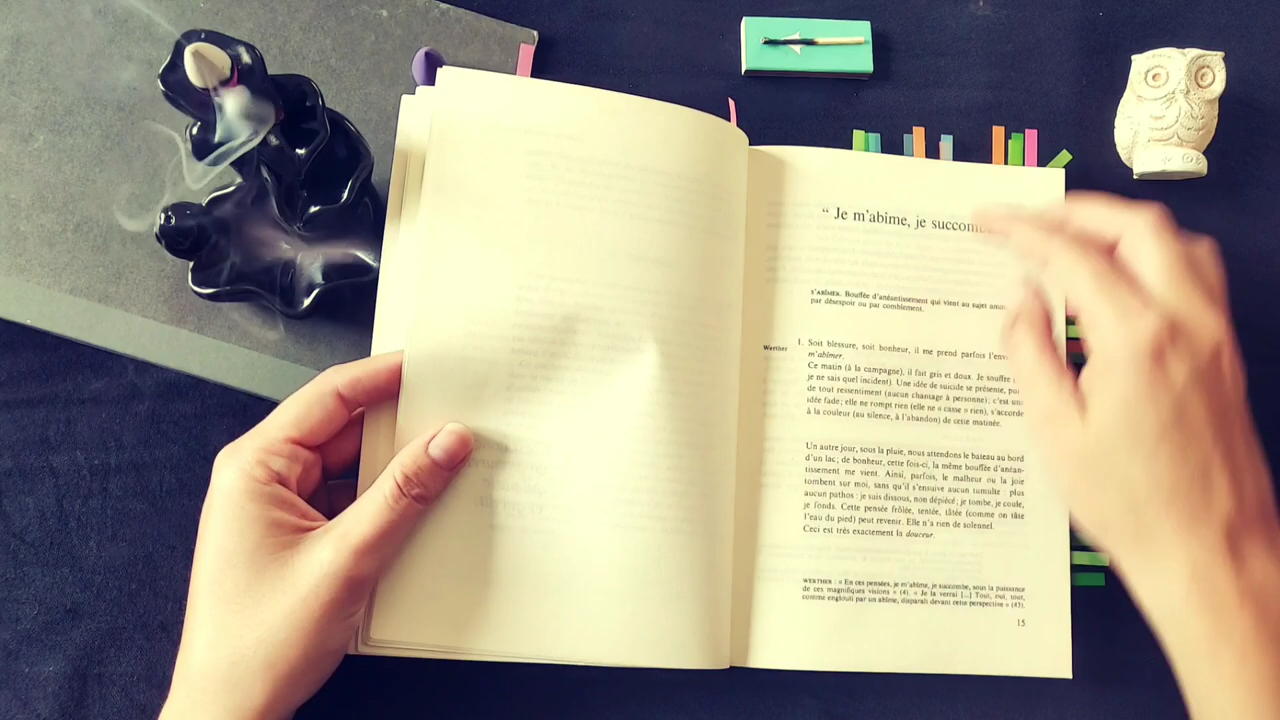 “ Je m’abîme, je succom
S’ABÎMER. Bouffée d’anéantissement qui vient au sujet amou
par désespoir ou par comblement.
Werther
1. Soit blessure, soit bonheur, il me prend parfois l’envi
m’abîmer.
Ce matin (à la campagne), il fait gris et doux. Je souffre
je ne sais quel incident). Une idée de suicide se présente, pu
de tout ressentiment (aucun chantage à personne); c’est une
idée fade; elle ne rompt rien (elle ne « casse » rien), s’accorde
à la couleur (au silence, à l’abandon) de cette matinée.
Un autre jour, sous la pluie, nous attendons le bateau au bord
d’un lac; de bonheur, cette fois-ci, la même bouffée d’anéan-
tissement me vient. Ainsi, parfois, le malheur ou la joie
tombent sur moi, sans qu’il s’ensuive aucun tumulte : plus
aucun pathos : je suis dissous, non dépiécé; je tombe, je coule,
je fonds. Cette pensée frôlée, tentée, tâtée (comme on tâte
l’eau du pied) peut revenir. Elle n’a rien de solennel.
Ceci est très exactement la douceur.
WERTHER : « En ces pensées, je m’abîme, je succombe, sous la puissance
de ces magnifiques visions » (4). « Je la verrai [...] Tout, oui, tout,
comme englouti par un abîme, disparaît devant cette perspective » (43).
15